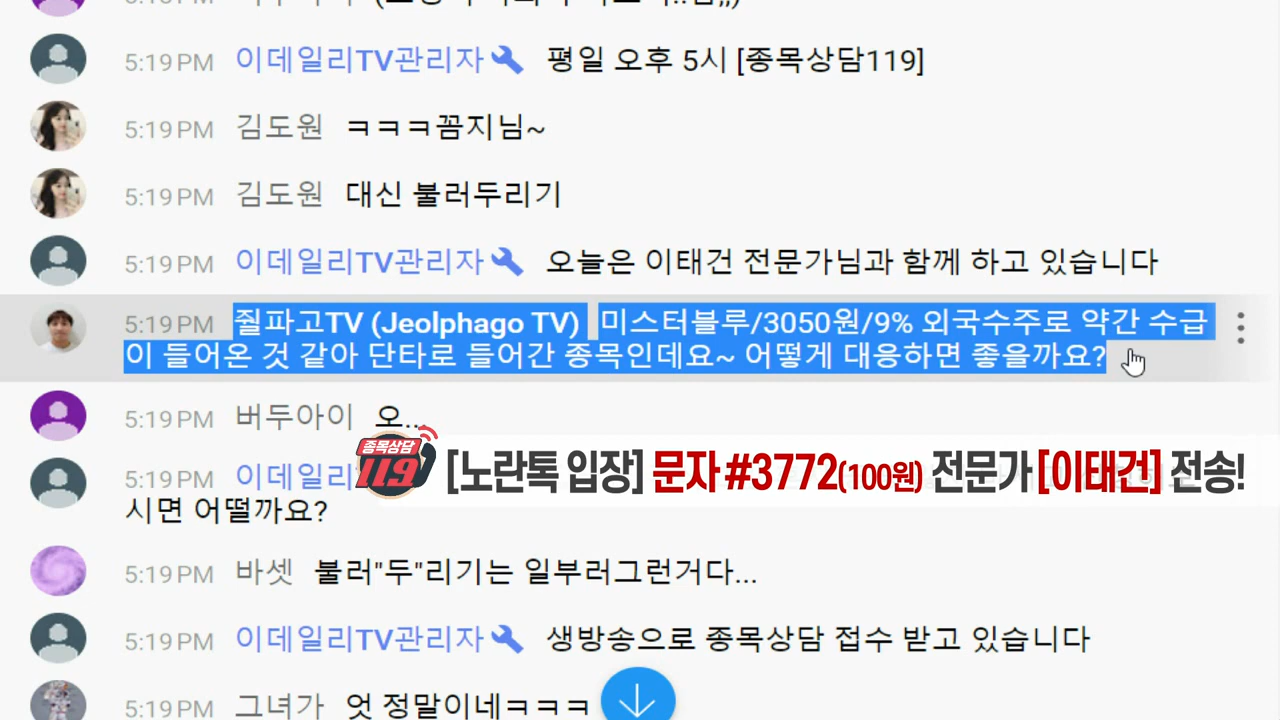 5:19 PM 이데일리TV관리자 평일 오후 5시 [종목상담119]
5:19 PM 김도원 ㅋㅋㅋ꼼지님~
5:19 PM 김도원 대신 불러두리기
5:19 PM 이데일리TV관리자 오늘은 이태건 전문가님과 함께 하고 있습니다
5:19 PM 줠파고TV (Jeolphago TV) 미스터블루/3050원/9% 외국수주로 약간 수급
이 들어온 것 같아 단타로 들어간 종목인데요~ 어떻게 대응하면 좋을까요?
5:19 PM 버두아이 오..
종목상담
119
[노란톡 입장] 문자 #3772(100원) 전문가 [이태건] 전송!
5:19 PM 이데일리
시면 어떨까요?
5:19 PM 바셋 불러"두"리기는 일부러그런거다...
5:19 PM 이데일리TV관리자 생방송으로 종목상담 접수 받고 있습니다
5:19 PM 그녀가 엇 정말이네ㅋㅋㅋ